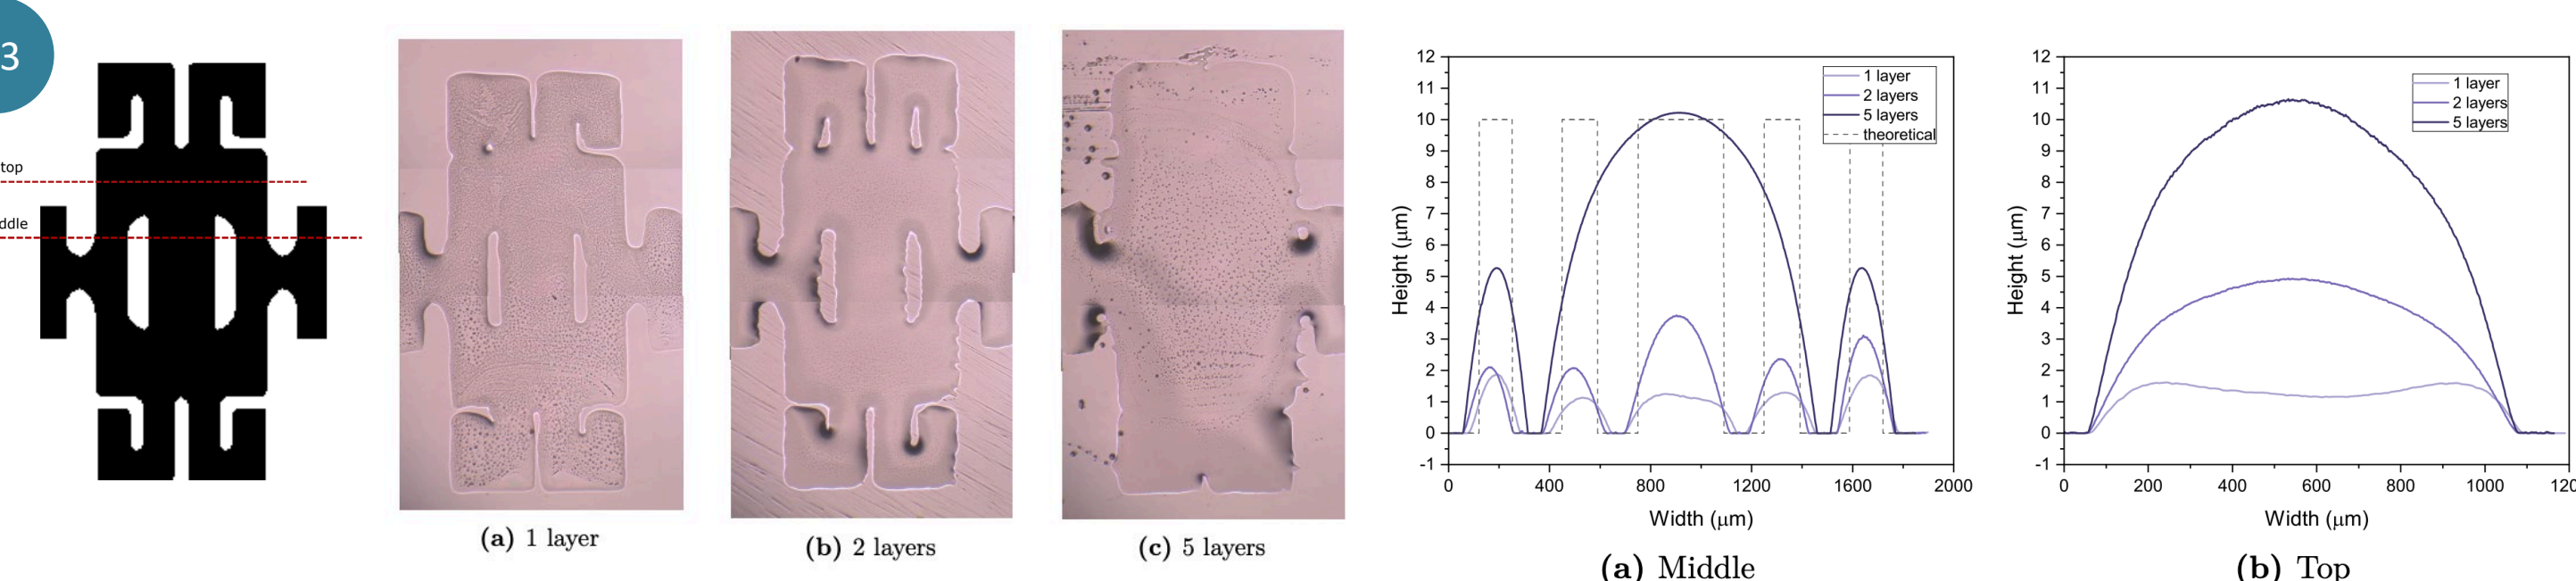 3
top
ddle
(a) 1 layer
(b) 2 layers
(c) 5 layers
12
11
10
9
8
7
6
5
4
3
2
1
0
-1
Height (μm)
0 400 800 1200 1600 2000
Width (μm)
1 layer
2 layers
5 layers
theoretical
(a) Middle
12
11
10
9
8
7
6
5
4
3
2
1
0
-1
Height (μm)
0 200 400 600 800 1000 120
Width (μm)
1 layer
2 layers
5 layers
(b) Top